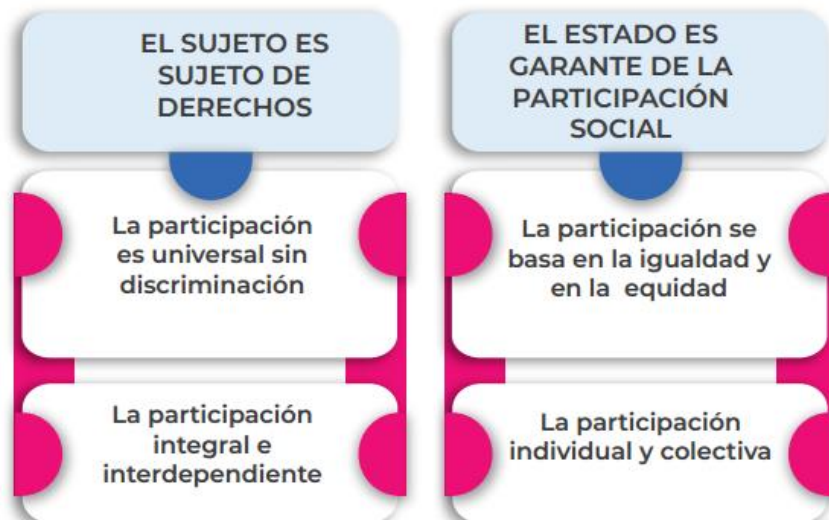 EL SUJETO ES
SUJETO DE
DERECHOS
La participación
es universal sin
discriminación
La participación
integral e
interdependiente
EL ESTADO ES
GARANTE DE LA
PARTICIPACIÓN
SOCIAL
La participación se
basa en la igualdad y
en la equidad
La participación
individual y colectiva